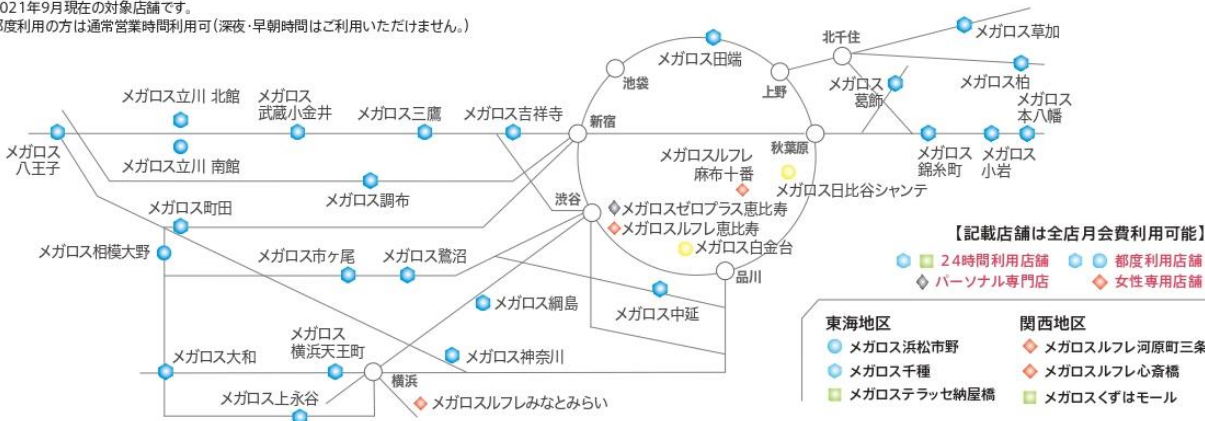 021年9月現在の対象店舗です。
都度利用の方は通常営業時間利用可(深夜・早朝時間はご利用いただけません。)
北千住
メガロス草加
メガロス田端
池袋
上野
メガロス
葛飾
メガロス柏
メガロス
本八幡
メガロス立川 北館
メガロス
武蔵小金井
メガロス三鷹
メガロス吉祥寺
新宿
秋葉原
メガロス
八王子
メガロス立川 南館
メガロス
錦糸町
メガロス
小岩
メガロスルフレ
麻布十番
メガロス日比谷シャンテ
メガロス調布
渋谷
メガロスゼロプラス恵比寿
メガロスルフレ恵比寿
メガロス白金台
メガロス町田
メガロス相模大野
メガロス市ヶ尾
メガロス鷺沼
品川
メガロス綱島
メガロス中延
【記載店舗は全店月会費利用可能】
24時間利用店舗
都度利用店舗
パーソナル専門店
女性専用店舗
メガロス大和
メガロス
横浜天王町
メガロス神奈川
横浜
メガロス上永谷
メガロスルフレみなとみらい
東海地区
メガロス浜松市野
メガロス千種
メガロステラッセ納屋橋
関西地区
メガロスルフレ河原町三条
メガロスルフレ心斎橋
メガロスくずはモール